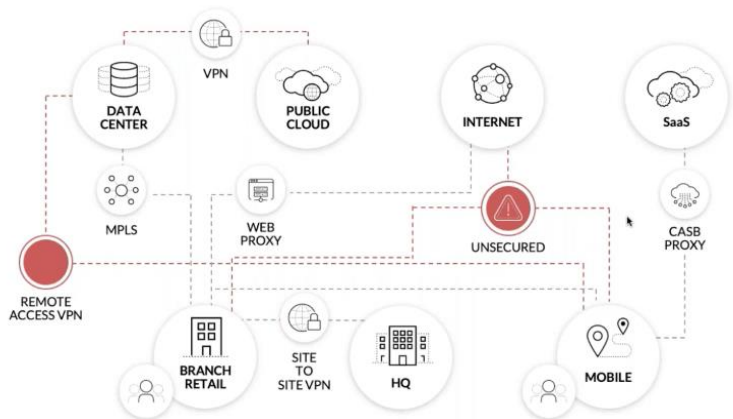 VPN
DATA
CENTER
PUBLIC
CLOUD
INTERNET
SaaS
MPLS
WEB
PROXY
UNSECURED
CASB
PROXY
REMOTE
ACCESS VPN
BRANCH
RETAIL
SITE
TO
SITE VPN
HQ
MOBILE